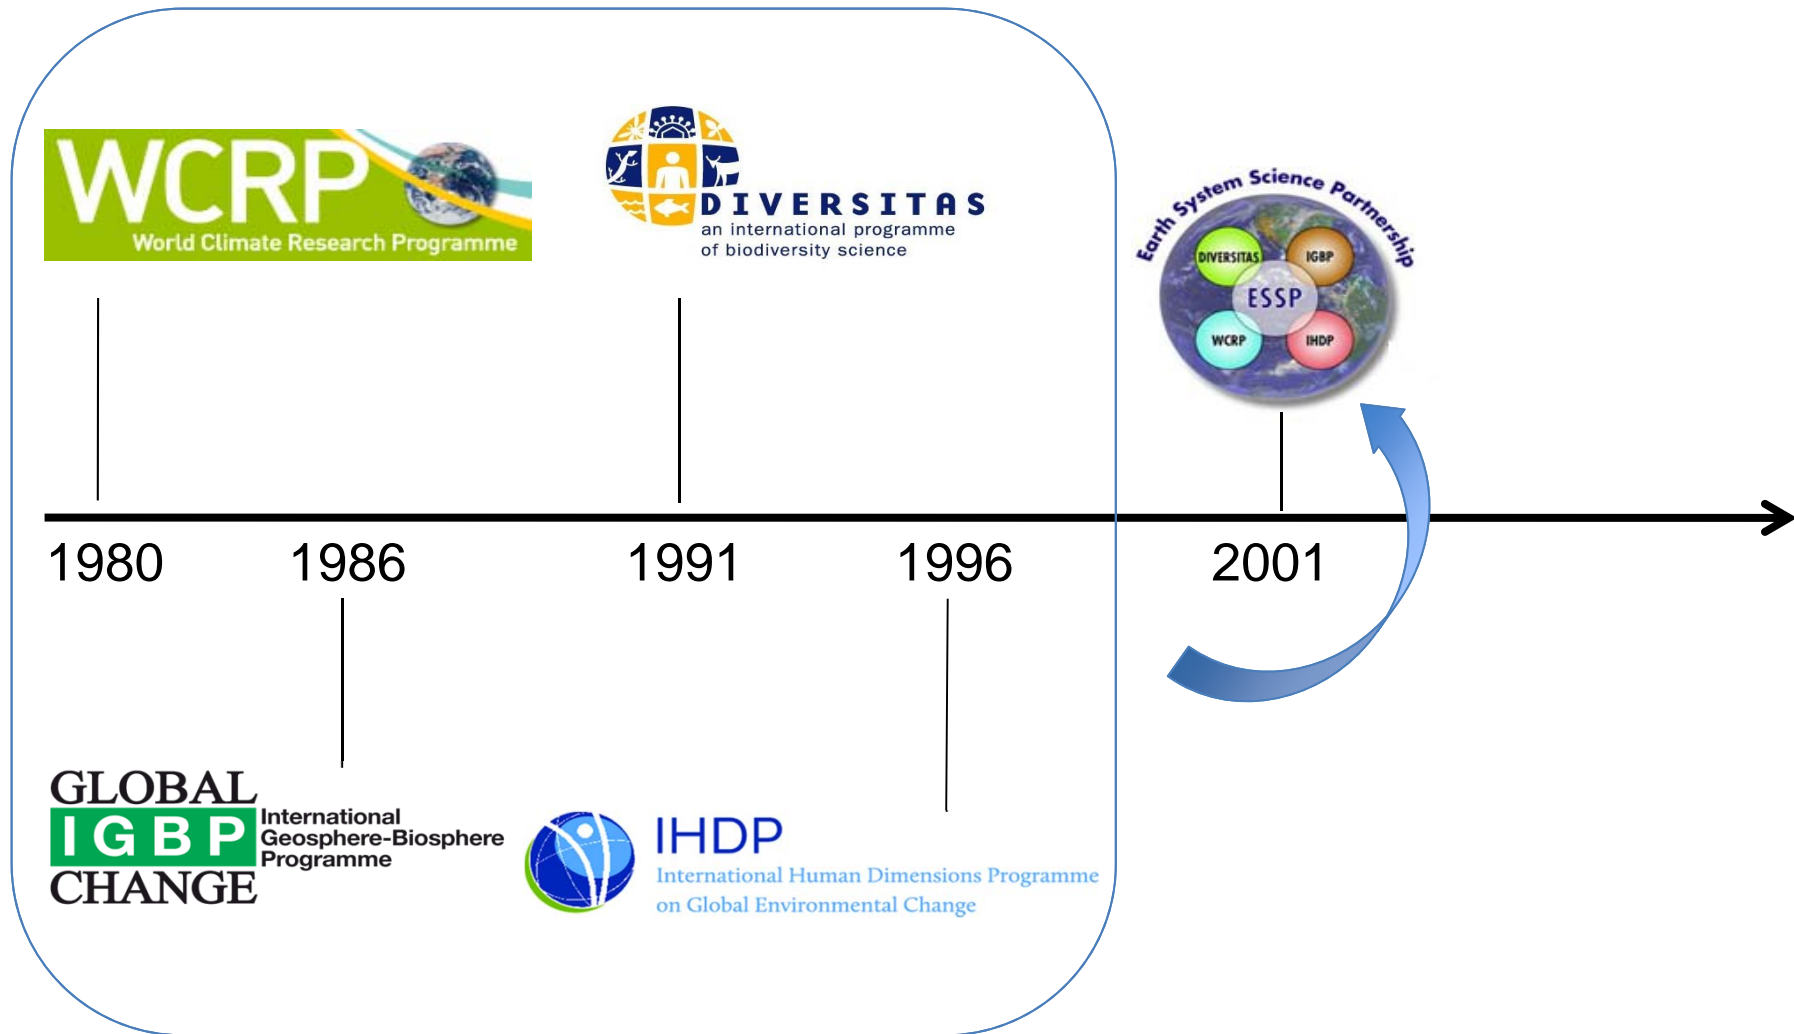 WCRP
World Climate Research Programme
DIVERSITAS
an international programme
of biodiversity science
Earth System Science Partnership
DIVERSITAS
IGBP
ESSP
WCRP
IHDP
1980
1986
1991
1996
2001
GLOBAL
IGBP
CHANGE
International
Geosphere-Biosphere
Programme
IHDP
International Human Dimensions Programme
on Global Environmental Change